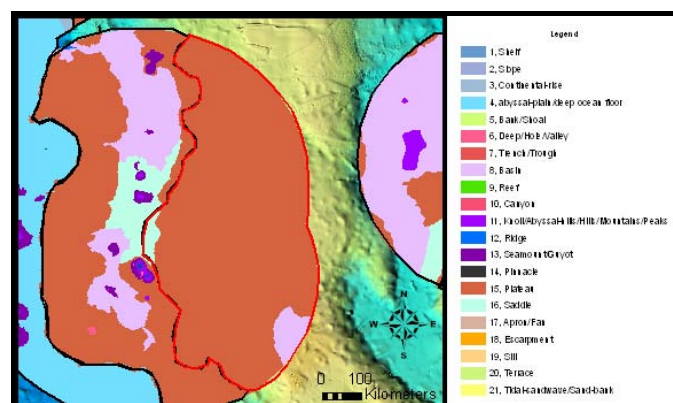 Legend
1, Shelf
2, Slope
3, Continental-rise
4, abyssal-plain/deep ocean floor
5, Bank/Shoal
6, Deep/Hole/Valley
7, Trench/Trough
8, Basin
9, Reef
10, Canyon
11, Knoll/Abyssal-hills/Hills/Mountains/Peaks
12, Ridge
13, Seamount/Guyot
14, Pinnacle
15, Plateau
16, Saddle
17, Apron/Fan
18, Escarpment
19, Sill
20, Terrace
21, Tidal-sandwave/Sand-bank
N
W E
S
0 100
Kilometers